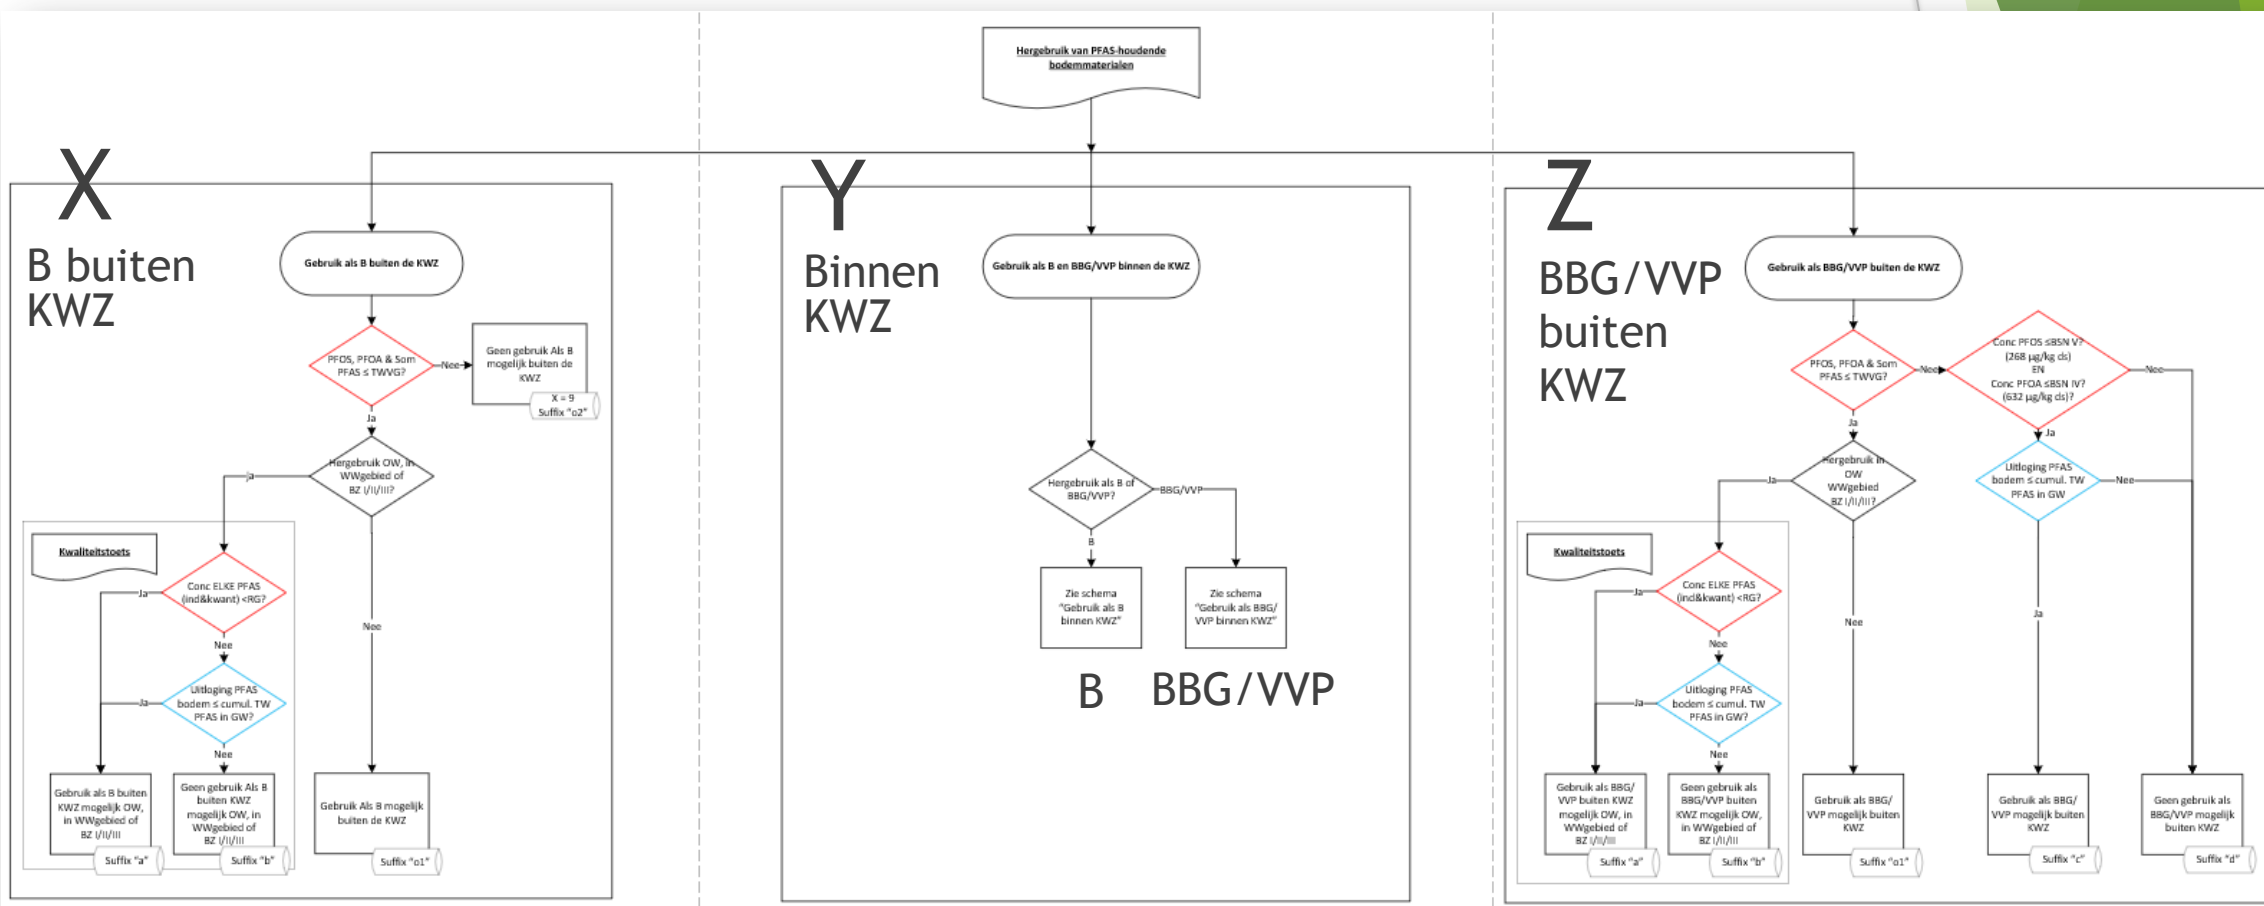 Hergebruik van PFAS-houdende
bodemmaterialen
X
B buiten
KWZ
Gebruik als B buiten de KWZ
PFOS, PFOA & Som
PFAS ≤ TWVG?
Nee
Geen gebruik Als B
mogelijk buiten de
KWZ
X = 9
Suffix "o2"
Ja
Hergebruik OW, in
WWgebied of
BZ I/II/III?
ja
Kwaliteitstoets
Conc ELKE PFAS
(ind&kwant) <RG?
Ja
Nee
Nee
Uitloging PFAS
bodem ≤ cumul. TW
PFAS in GW?
Ja
Nee
Gebruik als B buiten
KWZ mogelijk OW,
in WWgebied of
BZ I/II/III
Suffix "a"
Geen gebruik Als B
buiten KWZ
mogelijk OW, in
WWgebied of
BZ I/II/III
Suffix "b"
Gebruik Als B mogelijk
buiten de KWZ
Suffix "o1"
Y
Binnen
KWZ
Gebruik als B en BBG/VVP binnen de KWZ
Hergebruik als B of
BBG/VVP?
BBG/VVP
B
Zie schema
"Gebruik als B
binnen KWZ"
Zie schema
"Gebruik als BBG/
VVP binnen KWZ"
B
BBG/VVP
Z
BBG/VVP
buiten
KWZ
Gebruik als BBG/VVP buiten de KWZ
PFOS, PFOA & Som
PFAS ≤ TWVG?
Nee
Conc PFOS ≤BSN V?
(268 µg/kg ds)
EN
Conc PFOA ≤BSN IV?
(632 µg/kg ds)?
Nee
Ja
Ja
Hergebruik in
OW
WWgebied
BZ I/II/III?
Ja
Uitloging PFAS
bodem ≤ cumul. TW
PFAS in GW
Nee
Kwaliteitstoets
Conc ELKE PFAS
(ind&kwant) <RG?
Ja
Nee
Nee
Ja
Uitloging PFAS
bodem ≤ cumul. TW
PFAS in GW?
Ja
Nee
Gebruik als BBG/
VVP buiten KWZ
mogelijk OW, in
WWgebied of
BZ I/II/III
Suffix "a"
Geen gebruik als
BBG/VVP buiten
KWZ mogelijk OW,
in WWgebied of
BZ I/II/III
Suffix "b"
Gebruik als BBG/
VVP mogelijk buiten
KWZ
Suffix "o1"
Gebruik als BBG/
VVP mogelijk buiten
KWZ
Suffix "c"
Geen gebruik als
BBG/VVP mogelijk
buiten KWZ
Suffix "d"